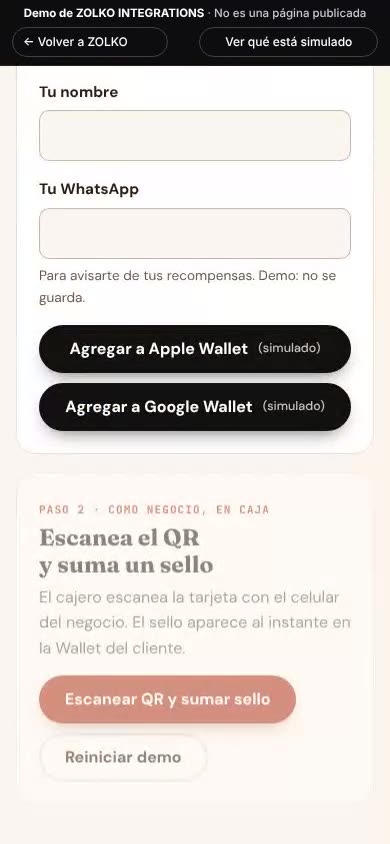 Demo de ZOLKO INTEGRATIONS · No es una página publicada
← Volver a ZOLKO
Ver qué está simulado
Tu nombre
Tu WhatsApp
Para avisarte de tus recompensas. Demo: no se
guarda.
Agregar a Apple Wallet (simulado)
Agregar a Google Wallet (simulado)
PASO 2 · COMO NEGOCIO, EN CAJA
Escanea el QR
y suma un sello
El cajero escanea la tarjeta con el celular
del negocio. El sello aparece al instante en
la Wallet del cliente.
Escanear QR y sumar sello
Reiniciar demo